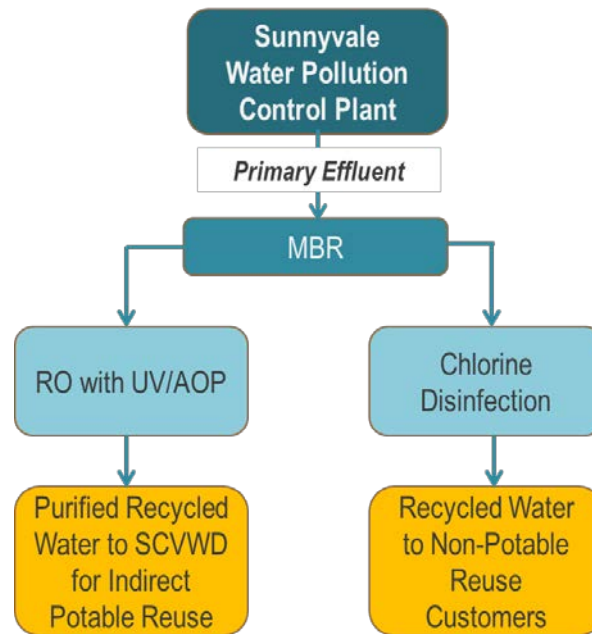 Sunnyvale
Water Pollution
Control Plant
Primary Effluent
MBR
RO with UV/AOP
Chlorine
Disinfection
Purified Recycled
Water to SCVWD
for Indirect
Potable Reuse
Recycled Water
to Non-Potable
Reuse
Customers